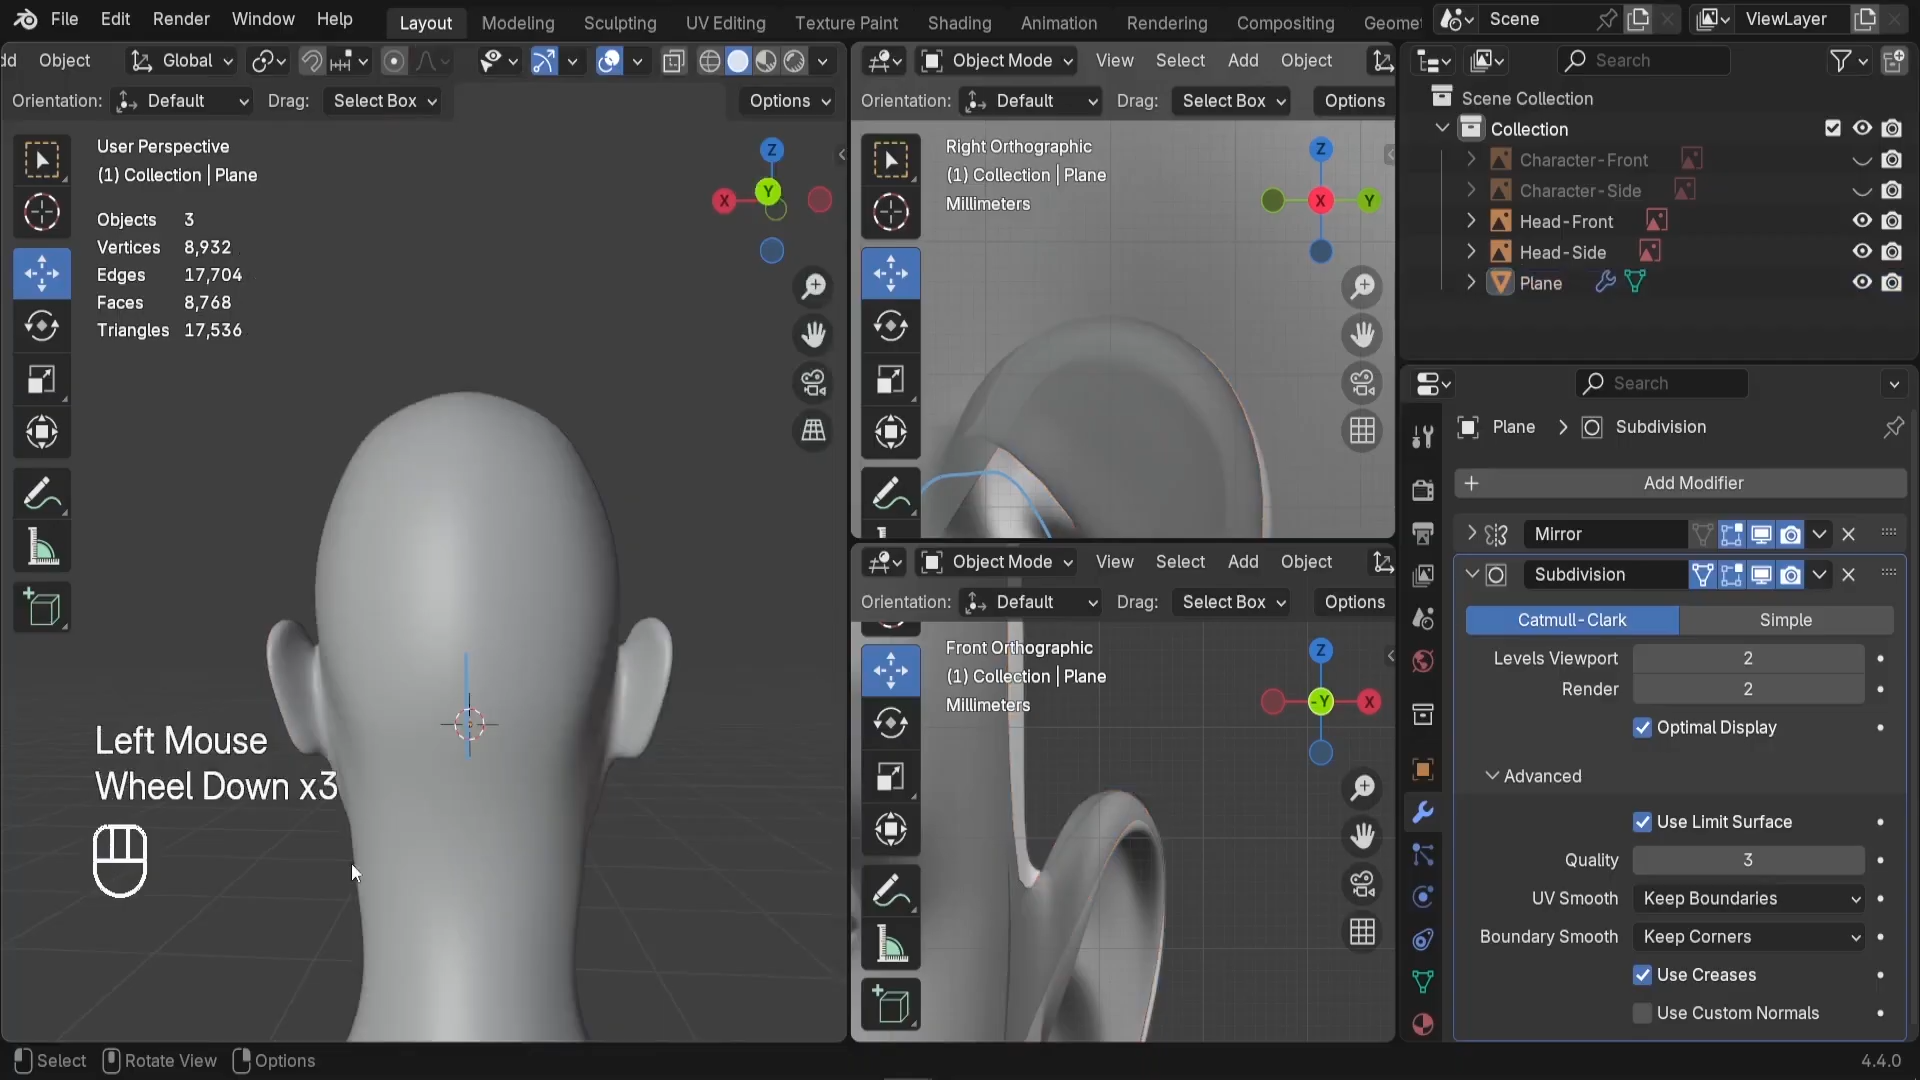 File Edit Render Window Help Layout Modeling Sculpting UV Editing Texture Paint Shading Animation Rendering Compositing Geomet Scene ViewLayer
dd Object Global
Orientation: Default Drag: Select Box Options
User Perspective
(1) Collection | Plane
Objects 3
Vertices 8,932
Edges 17,704
Faces 8,768
Triangles 17,536
X Y Z
Left Mouse
Wheel Down x3
Object Mode View Select Add Object
Orientation: Default Drag: Select Box Options
Right Orthographic
(1) Collection | Plane
Millimeters
Z
X Y
Object Mode View Select Add Object
Orientation: Default Drag: Select Box Options
Front Orthographic
(1) Collection | Plane
Millimeters
Z
-Y X
Search
Scene Collection
Collection
Character-Front
Character-Side
Head-Front
Head-Side
Plane
Search
Plane > Subdivision
+ Add Modifier
Mirror
Subdivision
Catmull-Clark Simple
Levels Viewport 2
Render 2
Optimal Display
Advanced
Use Limit Surface
Quality 3
UV Smooth Keep Boundaries
Boundary Smooth Keep Corners
Use Creases
Use Custom Normals
Select Rotate View Options 4.4.0